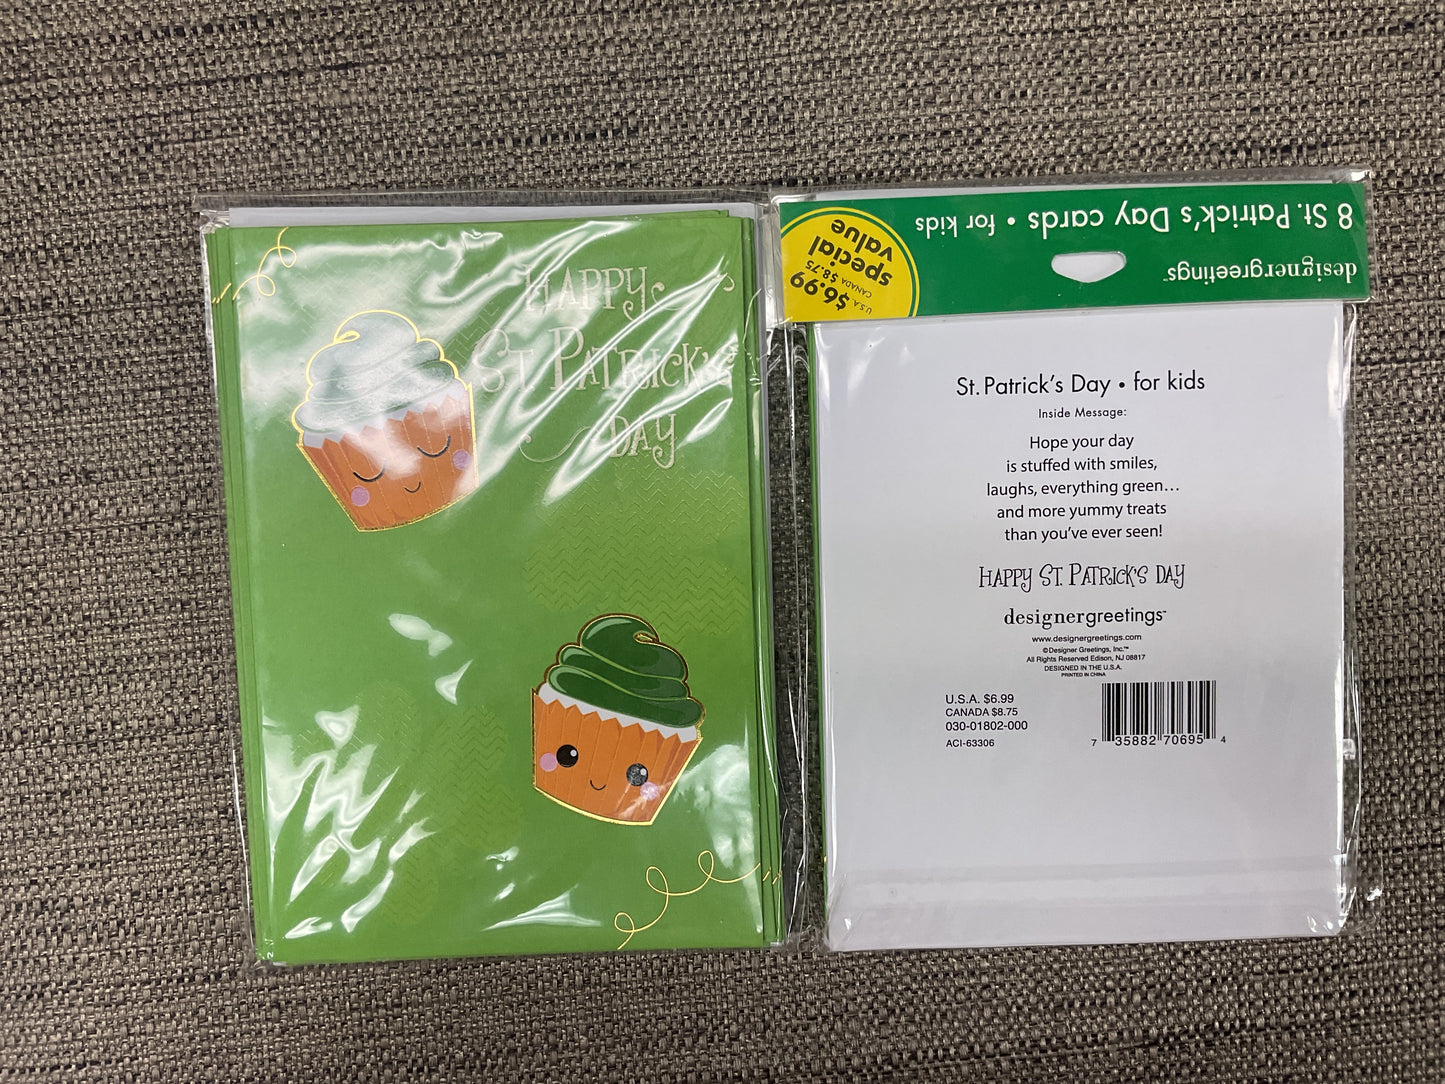 HAPPY
ST. PATRICK'S
DAY
8 St. Patrick's Day cards • for kids
designergreetings™
$6.99
U.S.A.
CANADA $8.75
special
value
St. Patrick's Day • for kids
Inside Message:
Hope your day
is stuffed with smiles,
laughs, everything green...
and more yummy treats
than you've ever seen!
HAPPY ST. PATRICK'S DAY
designergreetings™
www.designergreetings.com
©Designer Greetings, Inc.™
All Rights Reserved Edison, NJ 08817
DESIGNED IN THE U.S.A.
PRINTED IN CHINA
U.S.A. $6.99
CANADA $8.75
030-01802-000
ACI-63306
7 35882 70695 4